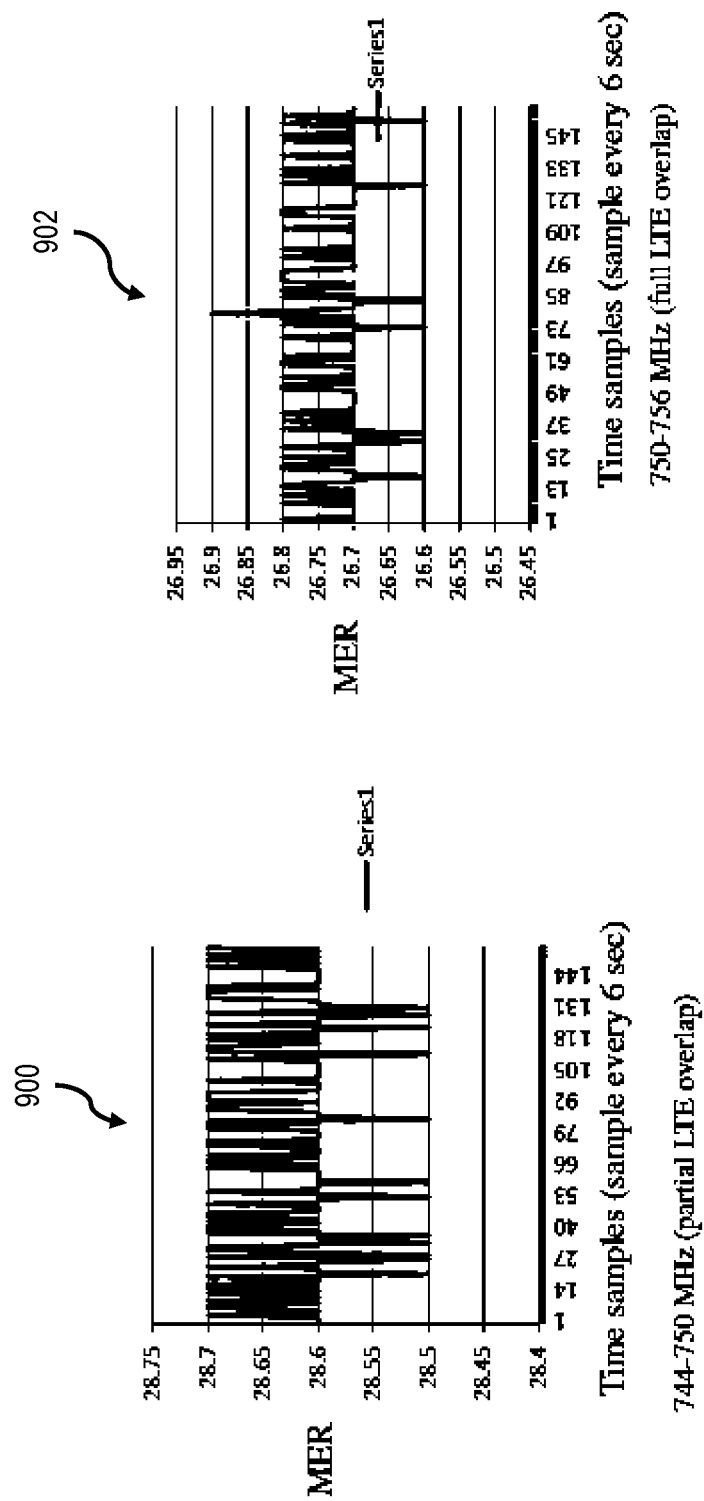 900
MER
28.75
28.7
28.65
28.6
28.55
28.5
28.45
28.4
1 14 27 40 53 66 79 92 105 118 131 144
Series1
Time samples (sample every 6 sec)
744-750 MHz (partial LTE overlap)
902
MER
26.95
26.9
26.85
26.8
26.75
26.7
26.65
26.6
26.55
26.5
26.45
1 13 25 37 49 61 73 85 97 109 121 133 145
Series1
Time samples (sample every 6 sec)
750-756 MHz (full LTE overlap)